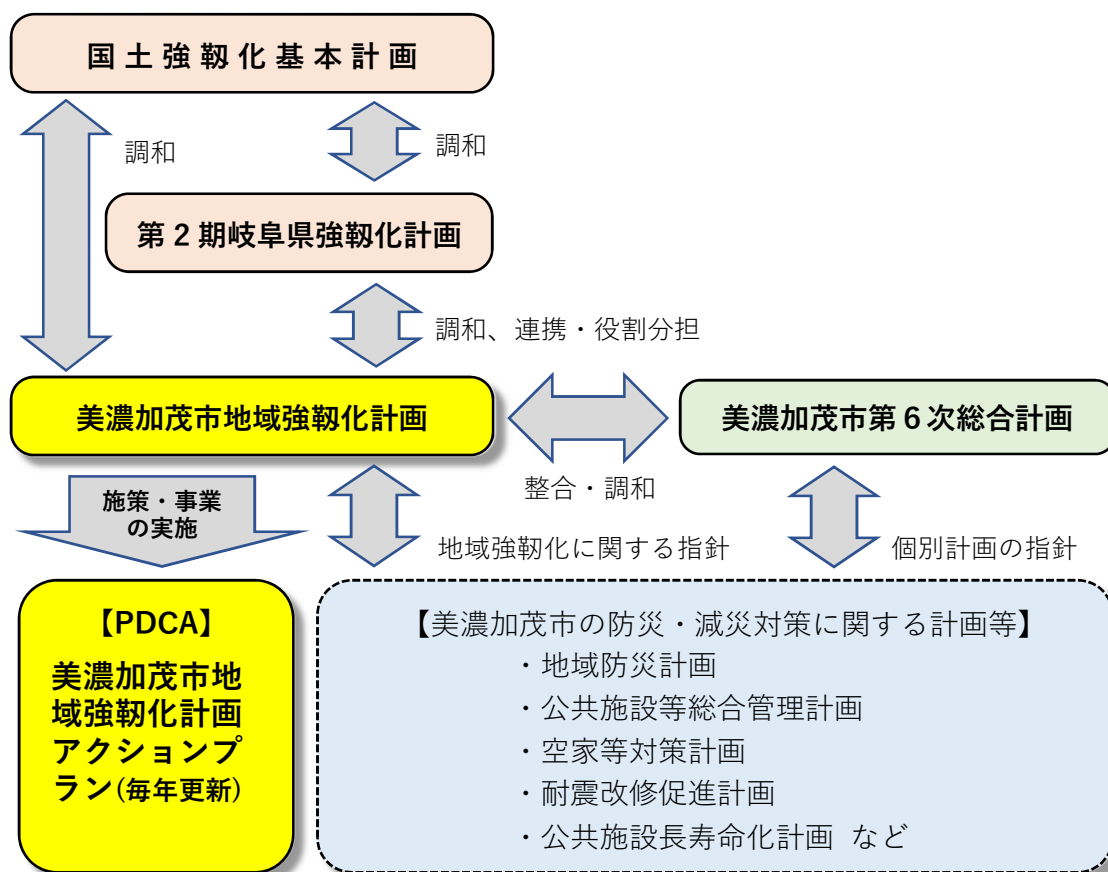 国土強靱化基本計画
調和
調和
第2期岐阜県強靱化計画
調和、連携・役割分担
美濃加茂市地域強靱化計画
美濃加茂市第6次総合計画
整合・調和
施策・事業
の実施
地域強靱化に関する指針
個別計画の指針
【PDCA】
美濃加茂市地
域強靱化計画
アクションプ
ラン(毎年更新)
【美濃加茂市の防災・減災対策に関する計画等】
・地域防災計画
・公共施設等総合管理計画
・空家等対策計画
・耐震改修促進計画
・公共施設長寿命化計画 など